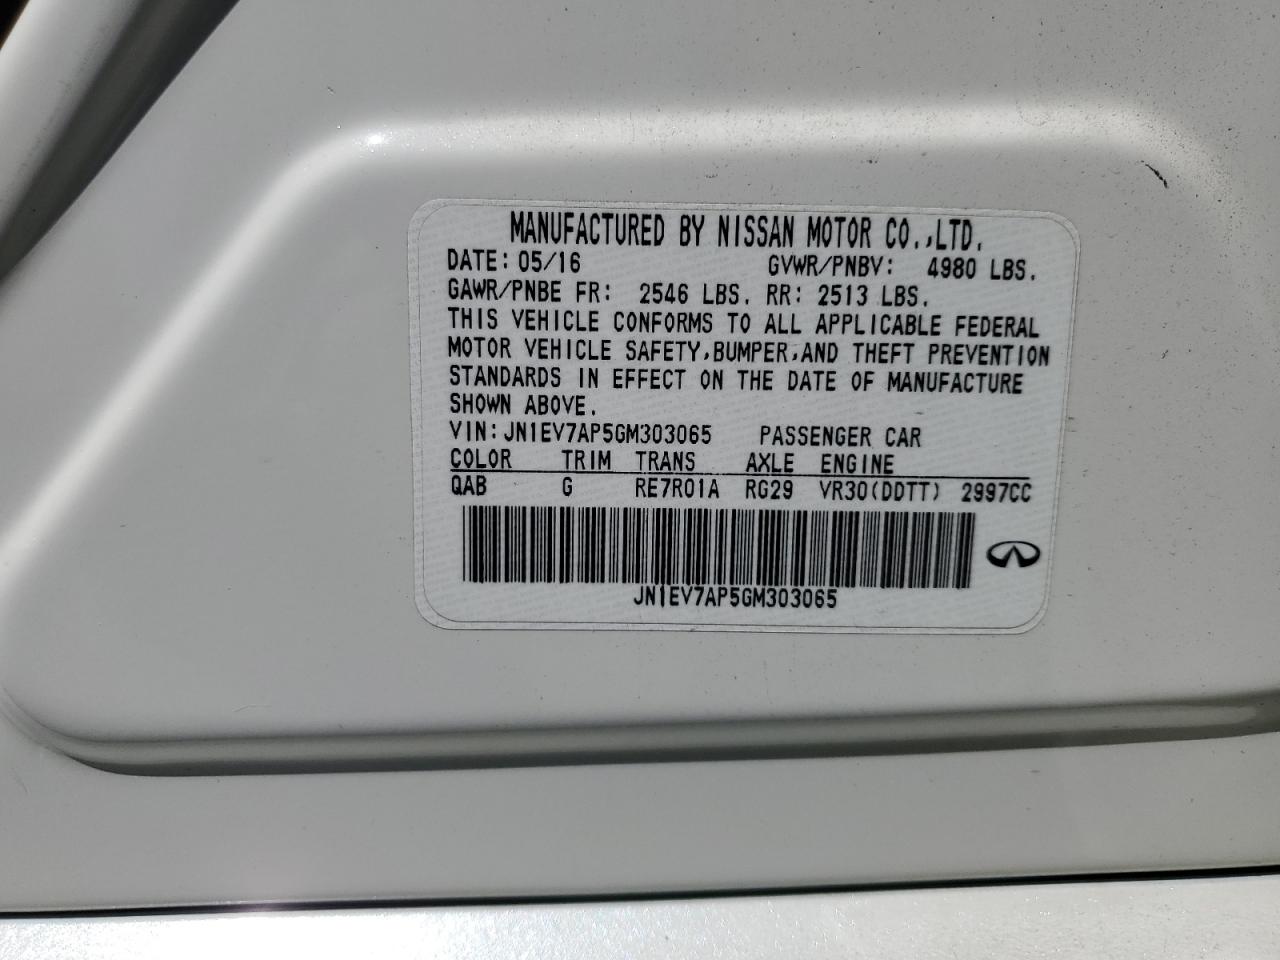 MANUFACTURED BY NISSAN MOTOR CO.,LTD.
DATE: 05/16 GVWR/PNBV: 4980 LBS.
GAWR/PNBE FR: 2546 LBS. RR: 2513 LBS.
THIS VEHICLE CONFORMS TO ALL APPLICABLE FEDERAL
MOTOR VEHICLE SAFETY,BUMPER,AND THEFT PREVENTION
STANDARDS IN EFFECT ON THE DATE OF MANUFACTURE
SHOWN ABOVE.
VIN:JN1EV7AP5GM303065 PASSENGER CAR
COLOR TRIM TRANS AXLE ENGINE
QAB G RE7R01A RG29 VR30(DDTT) 2997CC
JN1EV7AP5GM303065